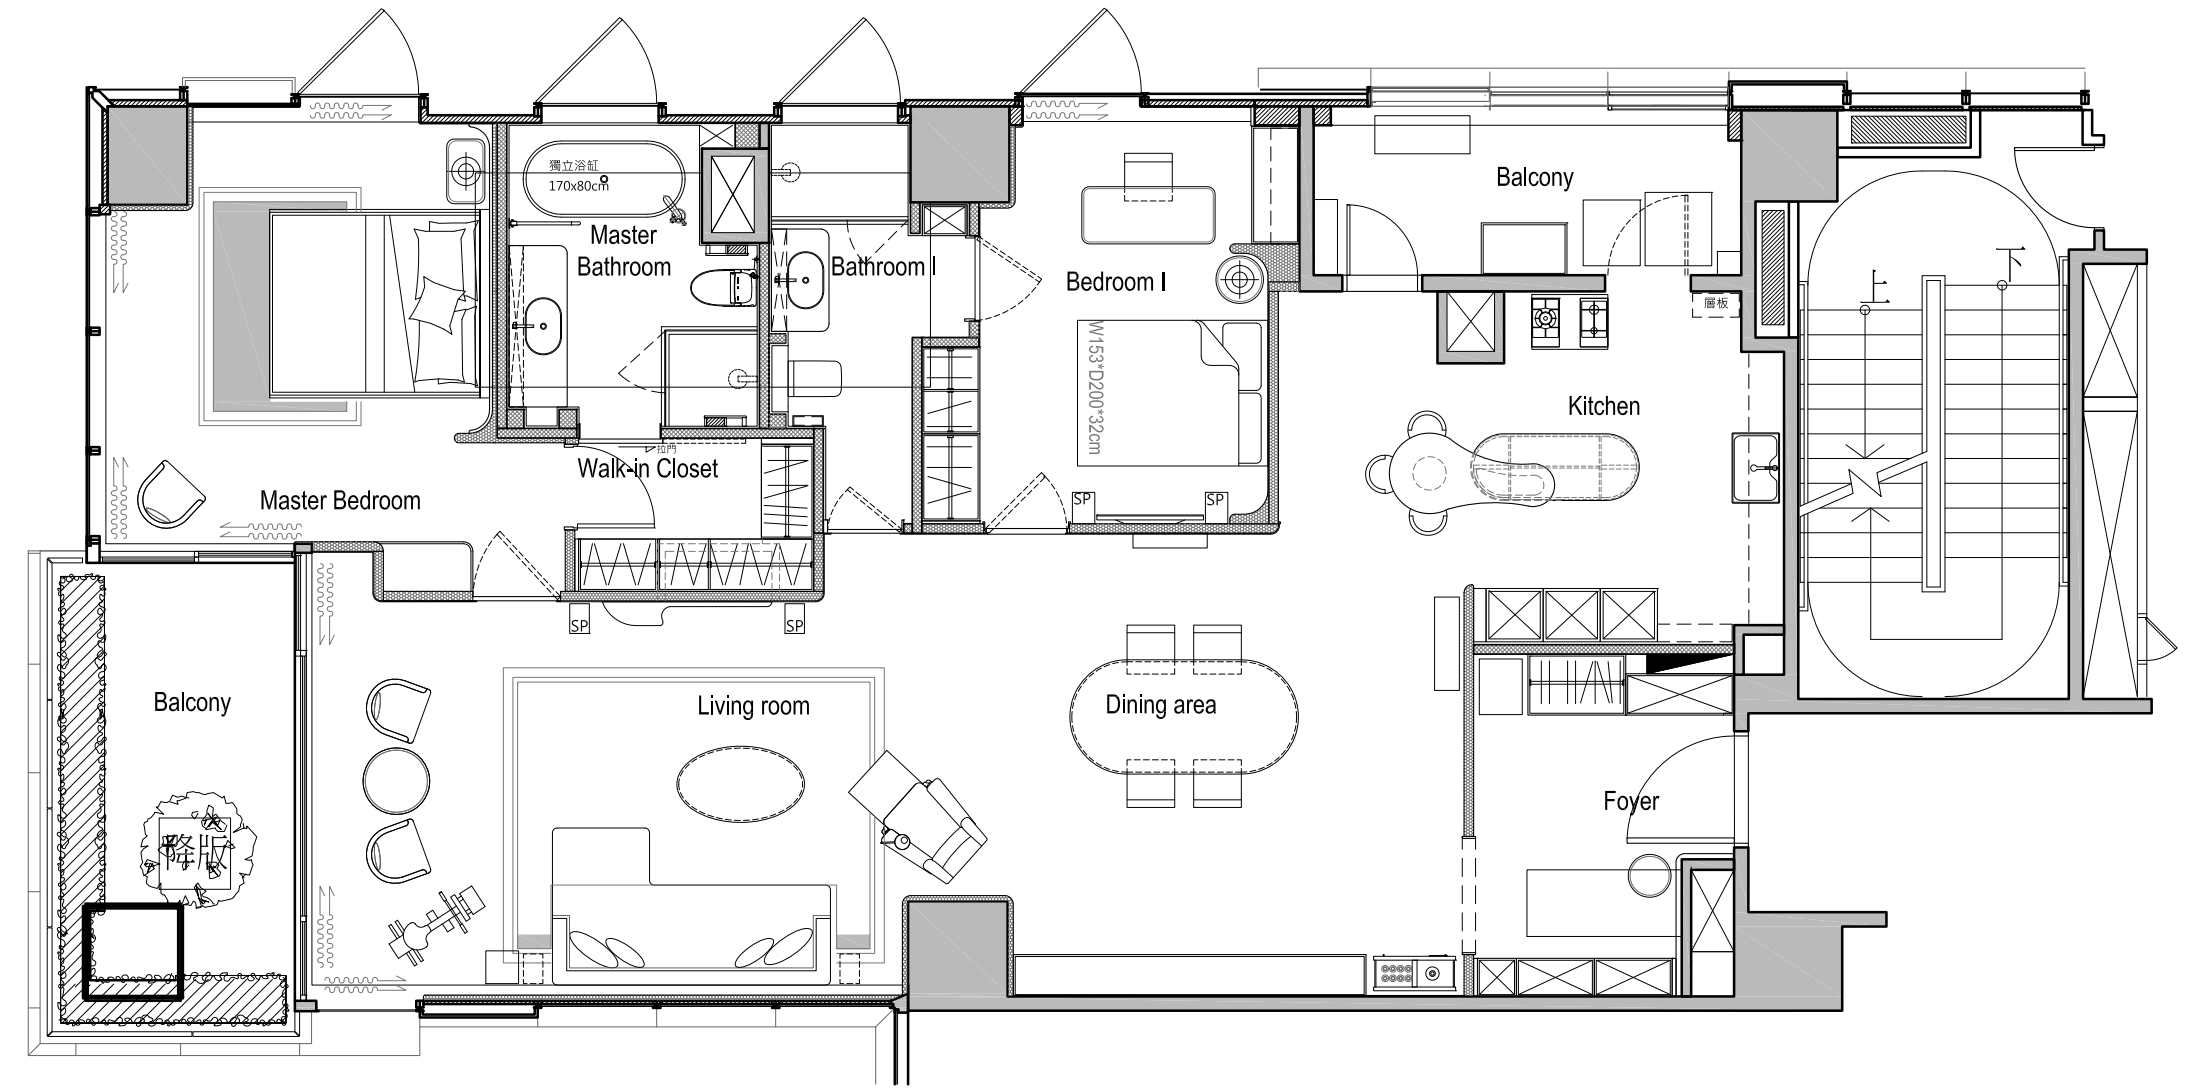 獨立浴缸
170x80cm
Master
Bathroom
Bathroom I
Bedroom I
Balcony
上
下
層板
W153*D200*32cm
Kitchen
拉門
Walk-in Closet
Master Bedroom
SP
SP
SP
SP
Balcony
Living room
Dining area
Foyer
降版